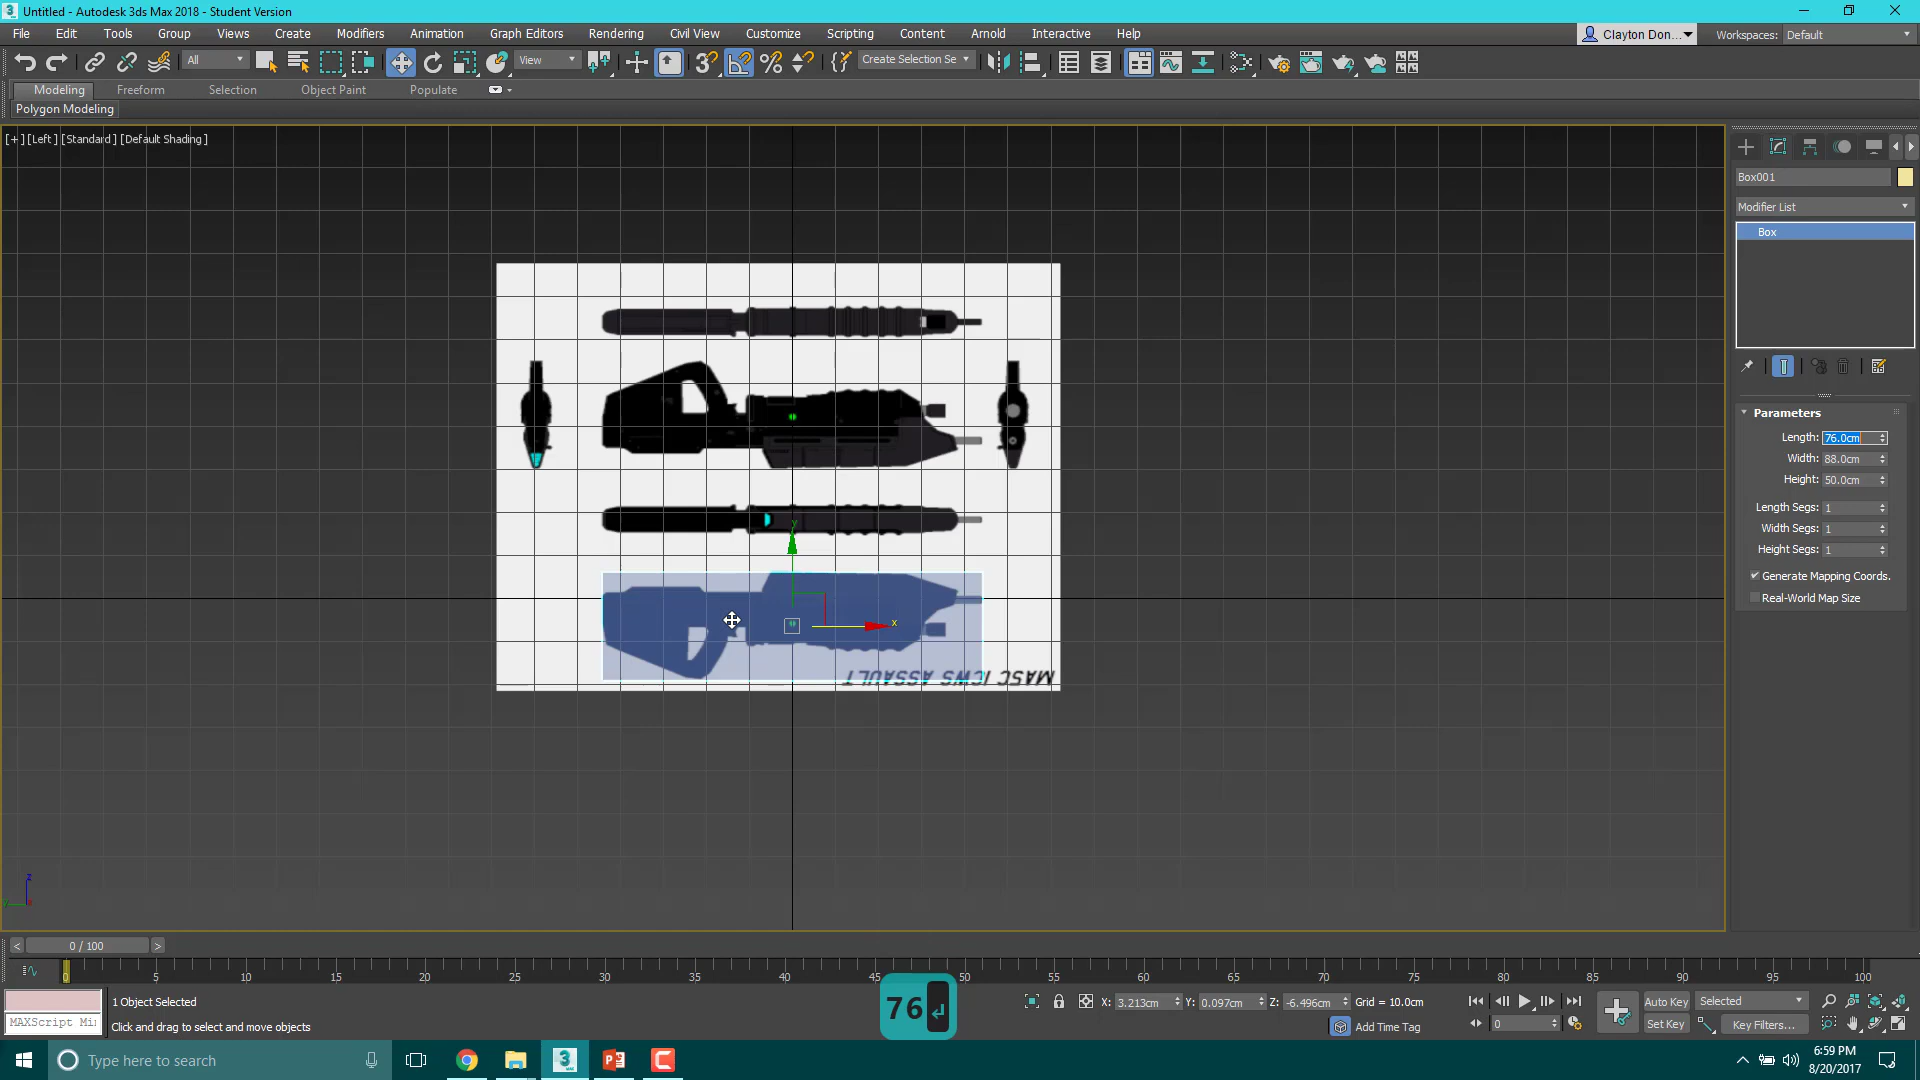 Untitled - Autodesk 3ds Max 2018 - Student Version
File Edit Tools Group Views Create Modifiers Animation Graph Editors Rendering Civil View Customize Scripting Content Arnold Interactive Help
Clayton Don... Workspaces: Default
All View Create Selection Se
Modeling Freeform Selection Object Paint Populate
Polygon Modeling
[+] [Left] [Standard] [Default Shading]
Box001
Modifier List
Box
Parameters
Length: 76.0cm
Width: 88.0cm
Height: 50.0cm
Length Segs: 1
Width Segs: 1
Height Segs: 1
Generate Mapping Coords.
Real-World Map Size
y
x
MA5C ICWS ASSAULT
z
y
0 / 100
0 5 10 15 20 25 30 35 40 45 50 55 60 65 70 75 80 85 90 95 100
76
1 Object Selected
X: 3.213cm Y: 0.097cm Z: -6.496cm Grid = 10.0cm
Auto Key Selected
MAXScript Mi
Click and drag to select and move objects
Add Time Tag
0
Set Key Key Filters...
Type here to search
6:59 PM
8/20/2017